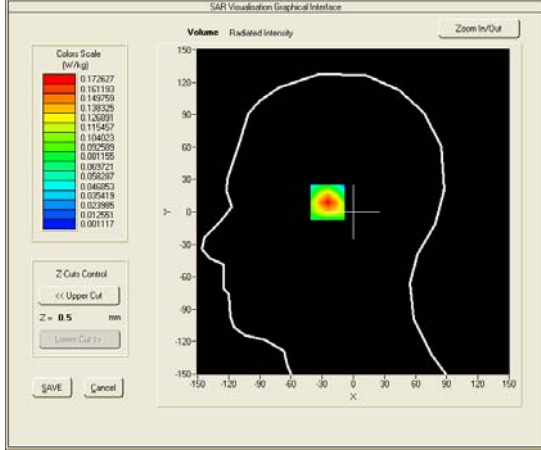 SAR Visualisation Graphical Interface
Volume Radiated Intensity
Zoom In/Out
Colors Scale
(W/kg)
0.172627
0.161193
0.149759
0.138325
0.126891
0.115457
0.104023
0.092589
0.081155
0.069721
0.058287
0.046853
0.035419
0.023985
0.012551
0.001117
Z Cuts Control
<< Upper Cut
Z = 0.5 mm
Lower Cut >>
SAVE
Cancel
150
120
90
60
30
0
-30
-60
-90
-120
-150
Y
-150 -120 -90 -60 -30 0 30 60 90 120 150
X